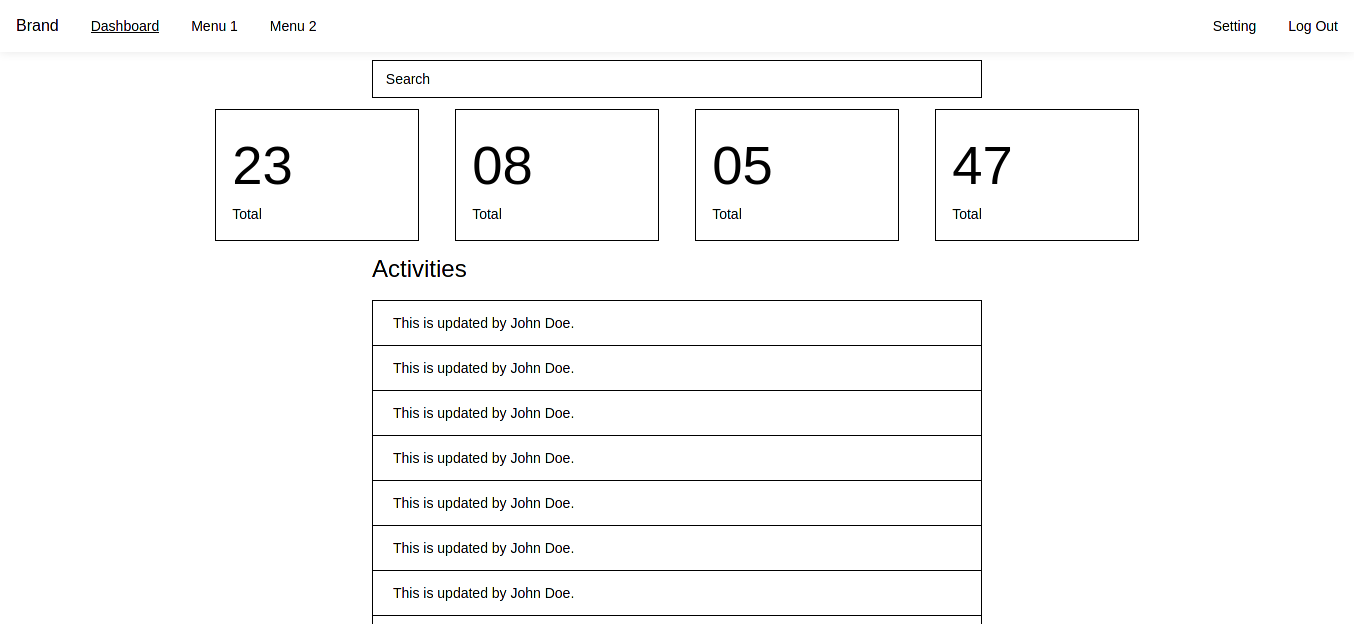 Brand Dashboard Menu 1 Menu 2 Setting Log Out
Search
23 08 05 47
Total Total Total Total
Activities
This is updated by John Doe.
This is updated by John Doe.
This is updated by John Doe.
This is updated by John Doe.
This is updated by John Doe.
This is updated by John Doe.
This is updated by John Doe.